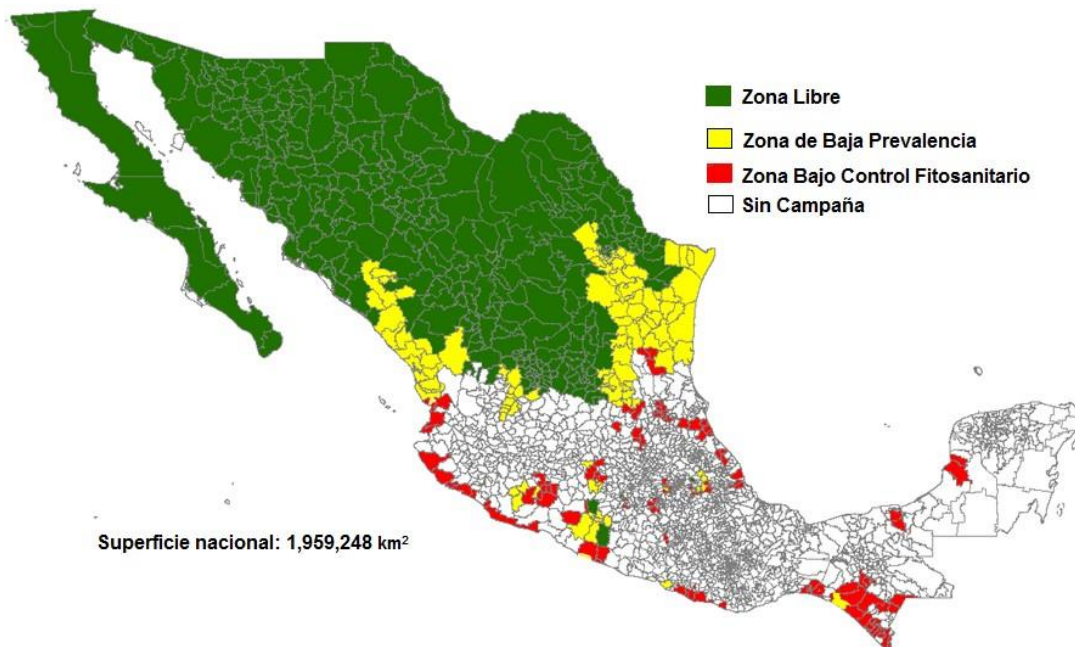 Zona Libre
Zona de Baja Prevalencia
Zona Bajo Control Fitosanitario
Sin Campaña
Superficie nacional: 1,959,248 km²